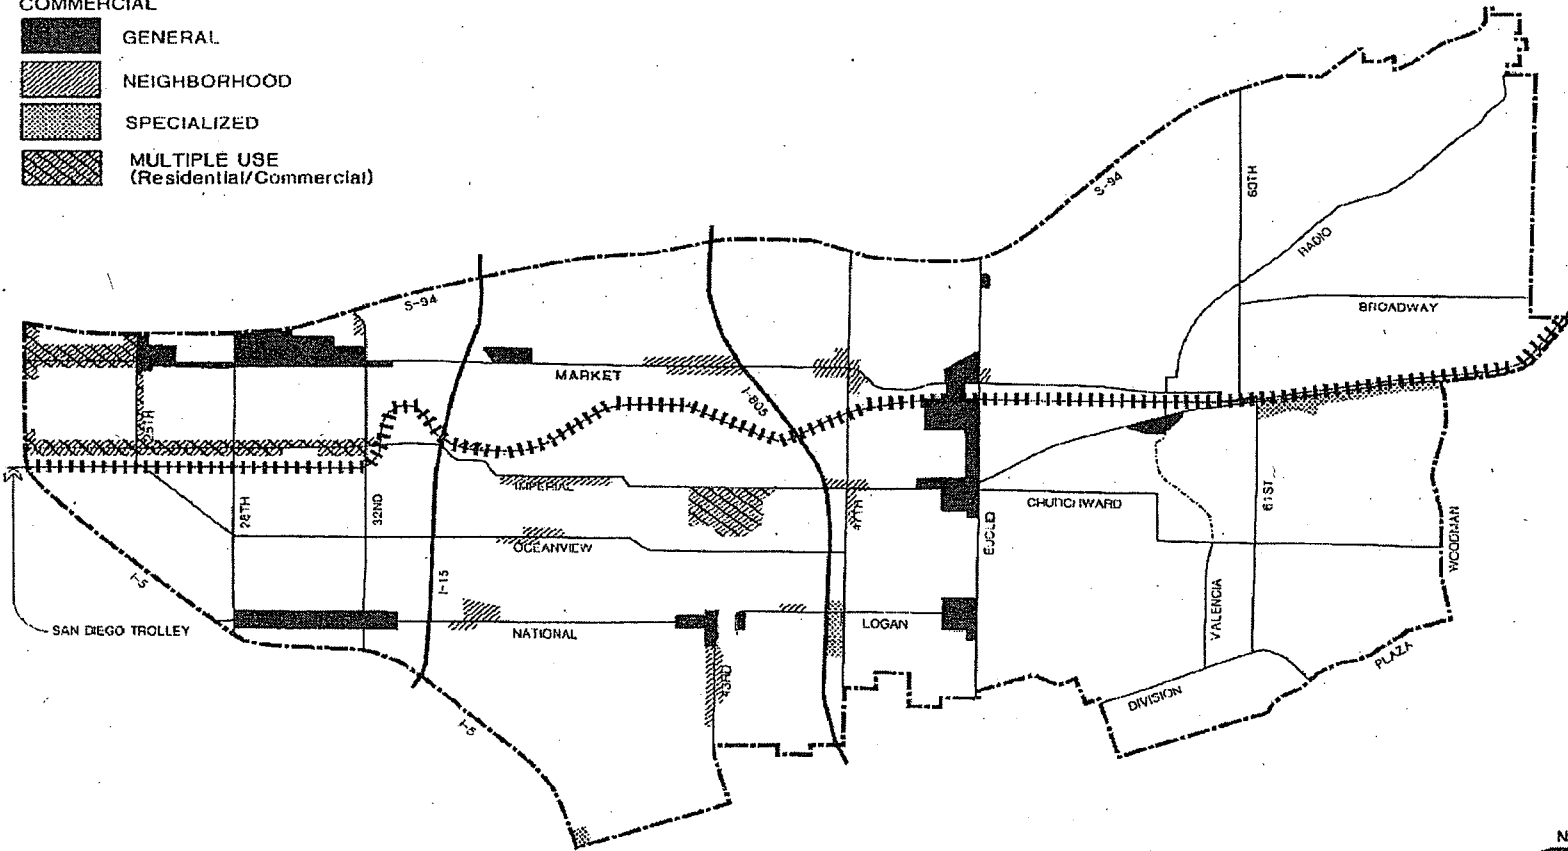 COMMERCIAL
GENERAL
NEIGHBORHOOD
SPECIALIZED
MULTIPLE USE
(Residential/Commercial)
S-94
60TH
RADIO
BROADWAY
S-94
MARKET
I-805
25TH
28TH
32ND
IMPERIAL
47TH
CHURCHWARD
61ST
EUCLID
WOODMAN
OCEANVIEW
I-15
I-5
SAN DIEGO TROLLEY
NATIONAL
LOGAN
VALENCIA
43RD
PLAZA
DIVISION
I-5
N